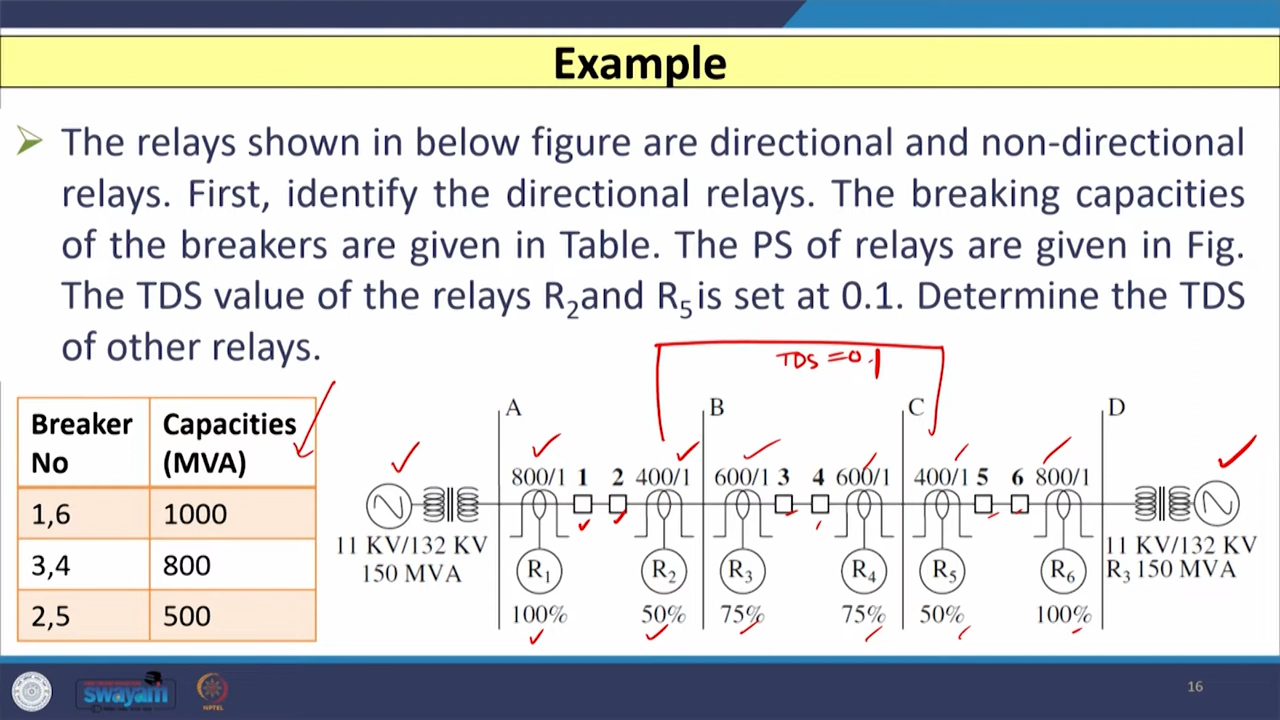 Example
The relays shown in below figure are directional and non-directional
relays. First, identify the directional relays. The breaking capacities
of the breakers are given in Table. The PS of relays are given in Fig.
The TDS value of the relays R2and R5 is set at 0.1. Determine the TDS
of other relays.
TDS = 0.1
Breaker No Capacities (MVA)
1,6 1000
3,4 800
2,5 500
A B C D
800/1 1 2 400/1 600/1 3 4 600/1 400/1 5 6 800/1
11 KV/132 KV 11 KV/132 KV
150 MVA R1 R2 R3 R4 R5 R6 R3 150 MVA
100% 50% 75% 75% 50% 100%
swayam
NPTEL
16